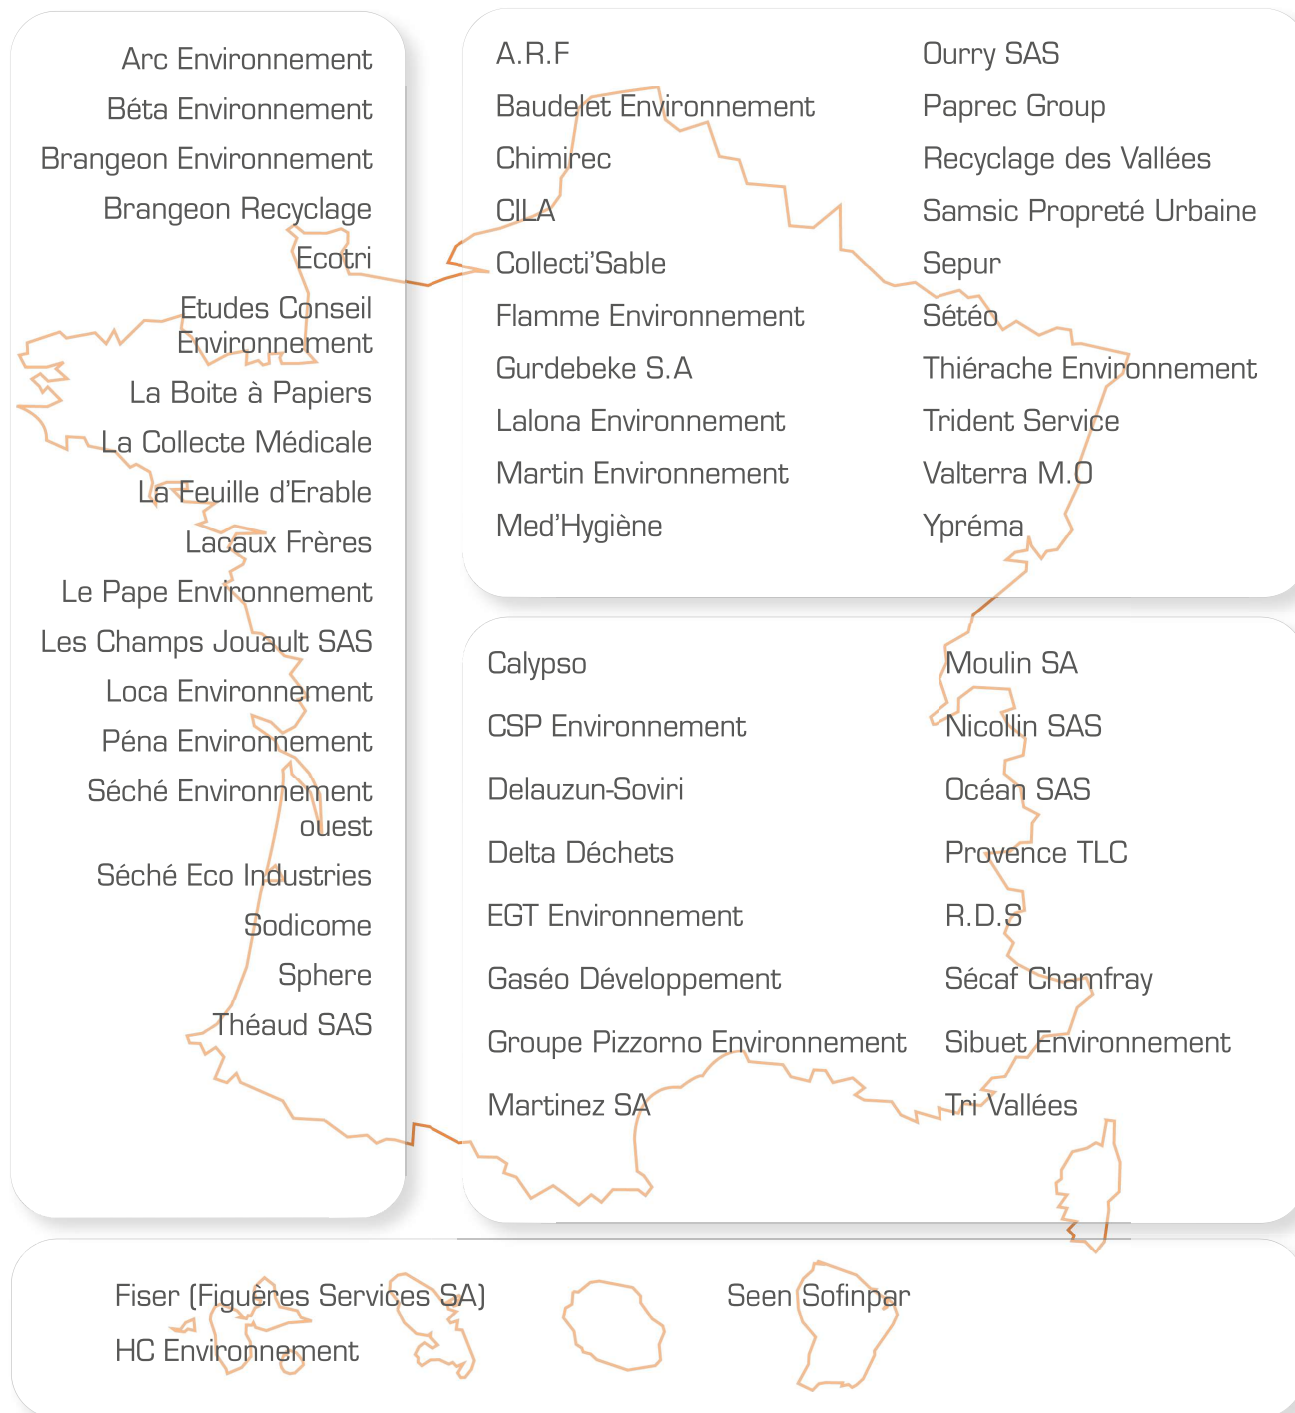 Arc Environnement
Béta Environnement
Brangeon Environnement
Brangeon Recyclage
Ecotri
Etudes Conseil
Environnement
La Boite à Papiers
La Collecte Médicale
La Feuille d'Erable
Lacaux Frères
Le Pape Environnement
Les Champs Jouault SAS
Loca Environnement
Péna Environnement
Séché Environnement
ouest
Séché Eco Industries
Sodicome
Sphere
Théaud SAS
A.R.F
Baudelet Environnement
Chimirec
CILA
Collecti'Sable
Flamme Environnement
Gurdebeke S.A
Lalona Environnement
Martin Environnement
Med'Hygiène
Ourry SAS
Paprec Group
Recyclage des Vallées
Samsic Propreté Urbaine
Sepur
Sétéo
Thiérache Environnement
Trident Service
Valterra M.O
Ypréma
Calypso
CSP Environnement
Delauzun-Soviri
Delta Déchets
EGT Environnement
Gaséo Développement
Groupe Pizzorno Environnement
Martinez SA
Moulin SA
Nicollin SAS
Océan SAS
Provence TLC
R.D.S
Sécaf Chamfray
Sibuet Environnement
Tri Vallées
Fiser (Figuères Services SA)
HC Environnement
Seen Sofinpar